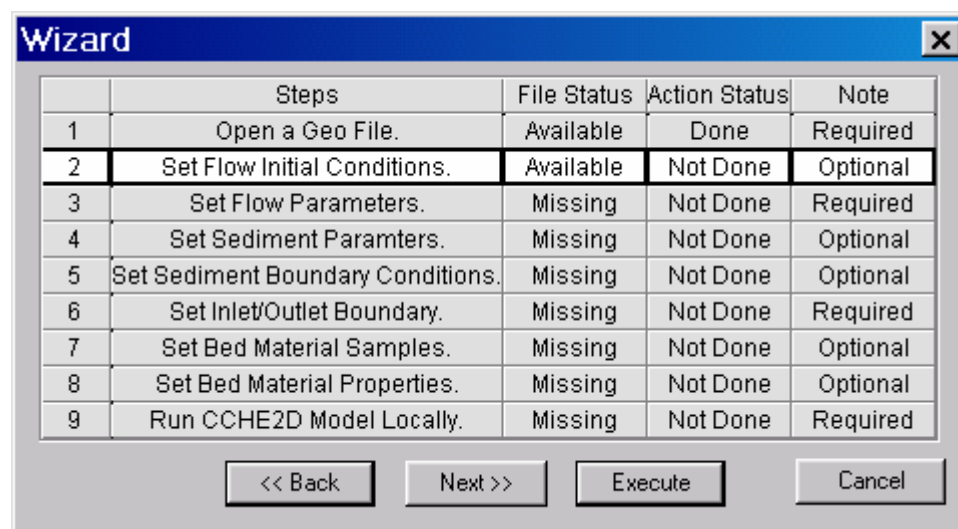 Wizard
Steps File Status Action Status Note
1 Open a Geo File. Available Done Required
2 Set Flow Initial Conditions. Available Not Done Optional
3 Set Flow Parameters. Missing Not Done Required
4 Set Sediment Paramters. Missing Not Done Optional
5 Set Sediment Boundary Conditions. Missing Not Done Optional
6 Set Inlet/Outlet Boundary. Missing Not Done Required
7 Set Bed Material Samples. Missing Not Done Optional
8 Set Bed Material Properties. Missing Not Done Optional
9 Run CCHE2D Model Locally. Missing Not Done Required
<< Back Next >> Execute Cancel